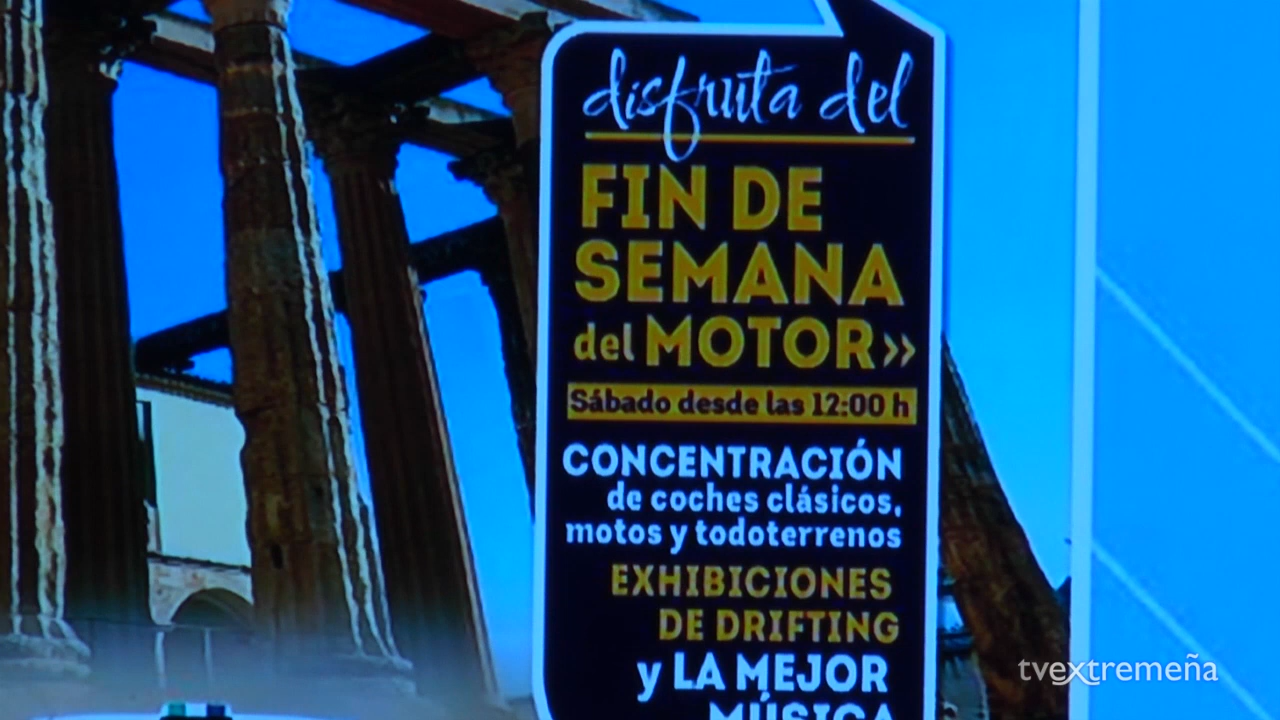 disfruta del
FIN DE
SEMANA
del MOTOR»
Sábado desde las 12:00 h
CONCENTRACIÓN
de coches clásicos,
motos y todoterrenos
EXHIBICIONES
DE DRIFTING
y LA MEJOR
MÚSICA
tvextremeña